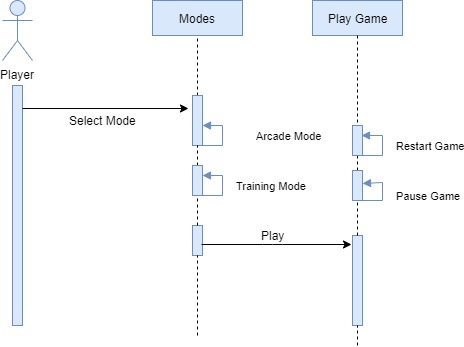 Modes
Play Game
Player
Select Mode
Arcade Mode
Restart Game
Training Mode
Pause Game
Play